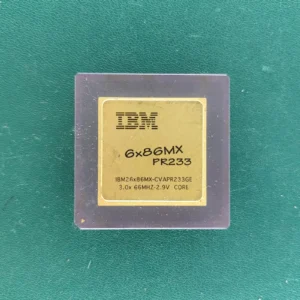 IBM
6x86MX
PR233
IBM26x86MX-CVAPR233GE
3.0x 66MHZ-2.9V CORE